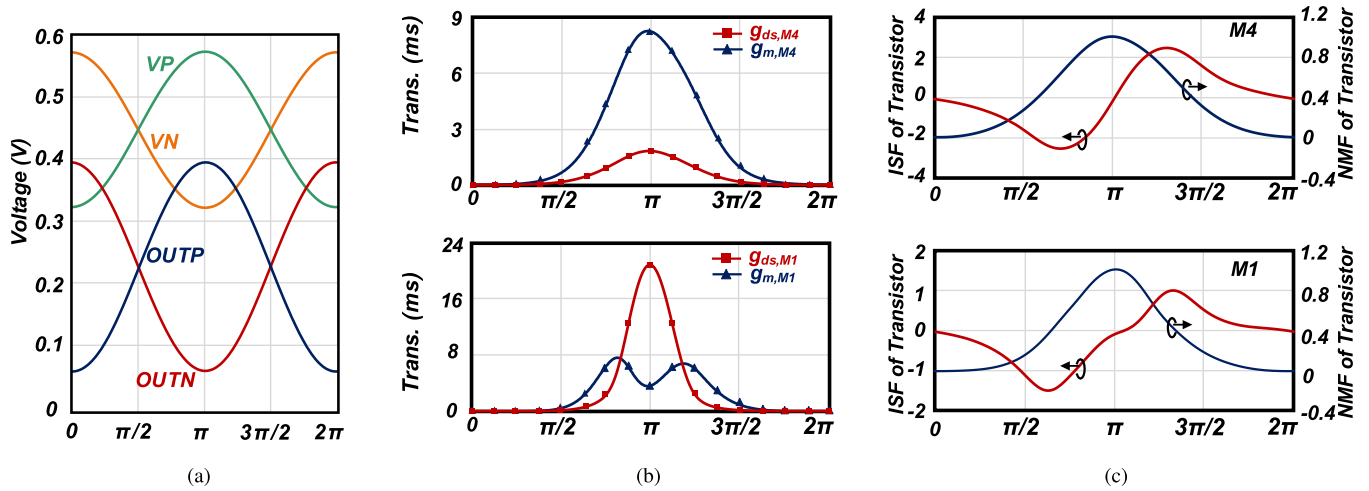 0.6
0.5
0.4
0.3
0.2
0.1
0
Voltage (V)
VP
VN
OUTP
OUTN
0 π/2 π 3π/2 2π
(a)
9
6
3
0
Trans. (ms)
gds,M4
gm,M4
π/2 π 3π/2 2π
24
16
8
0
Trans. (ms)
gds,M1
gm,M1
0 π/2 π 3π/2 2π
(b)
4
2
0
-2
-4
ISF of Transistor
M4
1.2
0.8
0.4
0
-0.4
NMF of Transistor
0 π/2 π 3π/2 2π
2
1
0
-1
-2
ISF of Transistor
M1
1.2
0.8
0.4
0
-0.4
NMF of Transistor
0 π/2 π 3π/2 2π
(c)